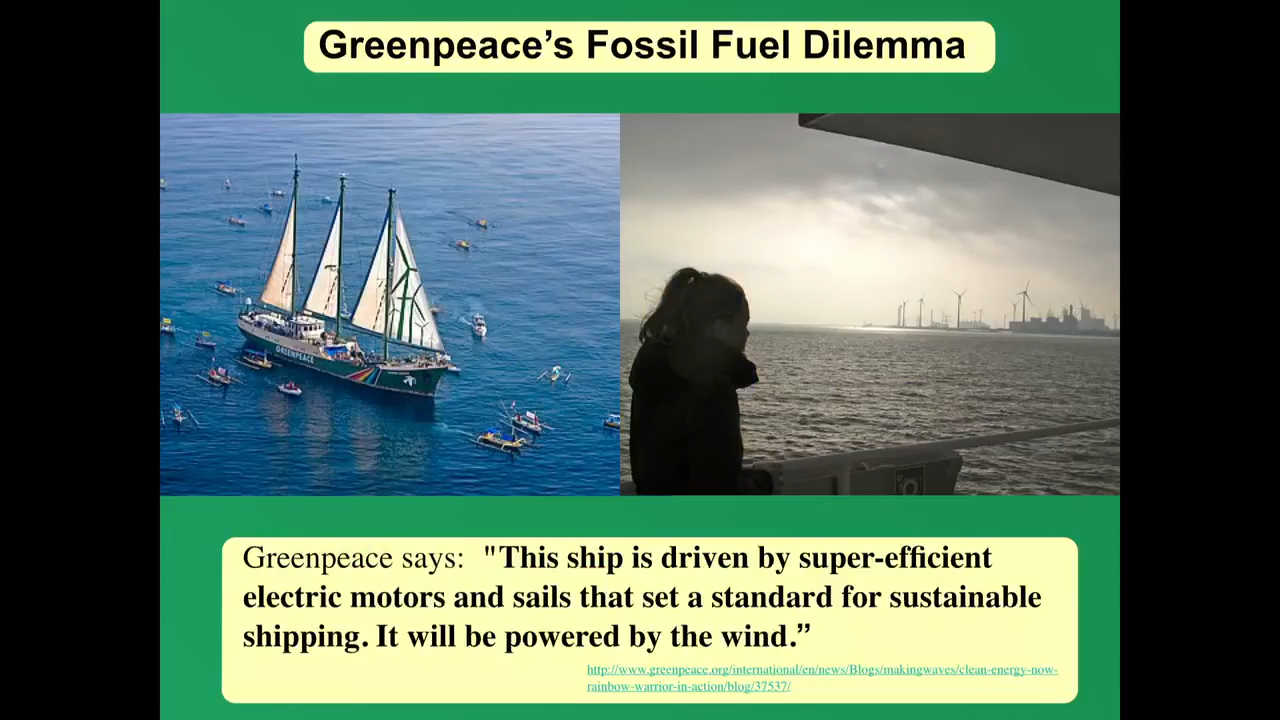 Greenpeace’s Fossil Fuel Dilemma
GREENPEACE
Greenpeace says:  "This ship is driven by super-efficient
electric motors and sails that set a standard for sustainable
shipping. It will be powered by the wind.”
http://www.greenpeace.org/international/en/news/Blogs/makingwaves/clean-energy-now-
rainbow-warrior-in-action/blog/37537/